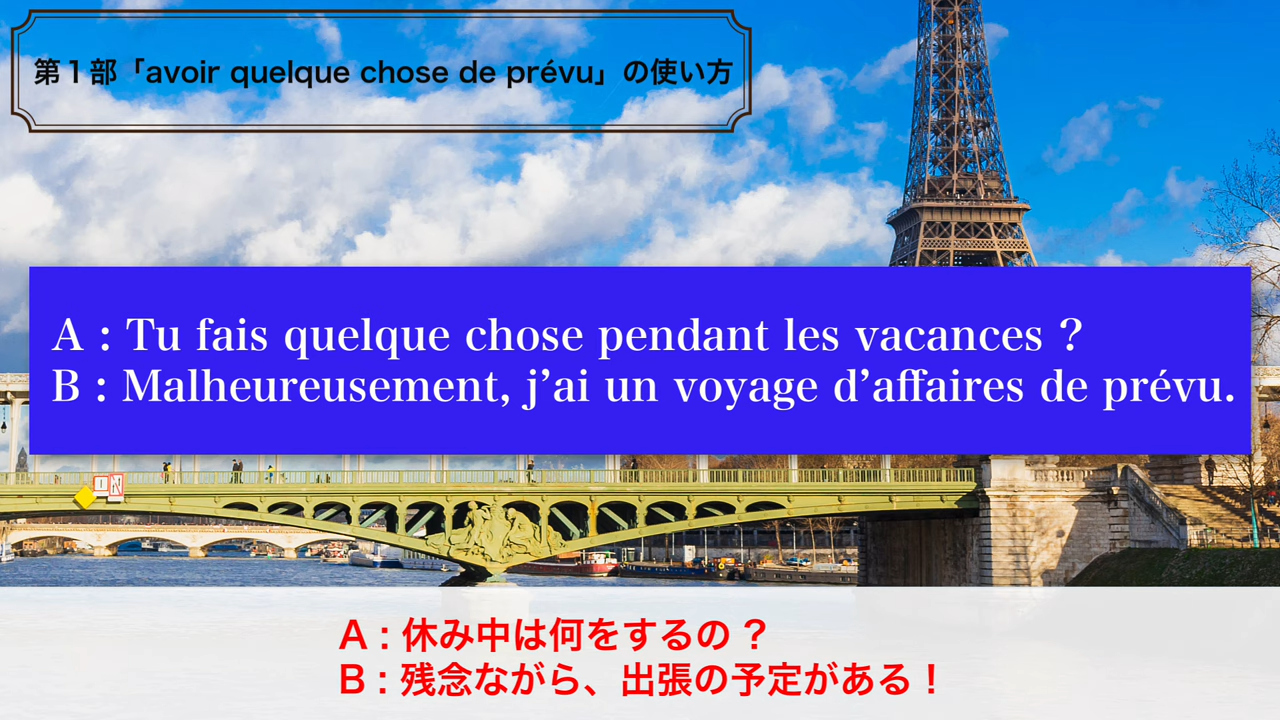 第1部「avoir quelque chose de prévu」の使い方
A : Tu fais quelque chose pendant les vacances ?
B : Malheureusement, j’ai un voyage d’affaires de prévu.
A : 休み中は何をするの ？
B : 残念ながら、出張の予定がある！